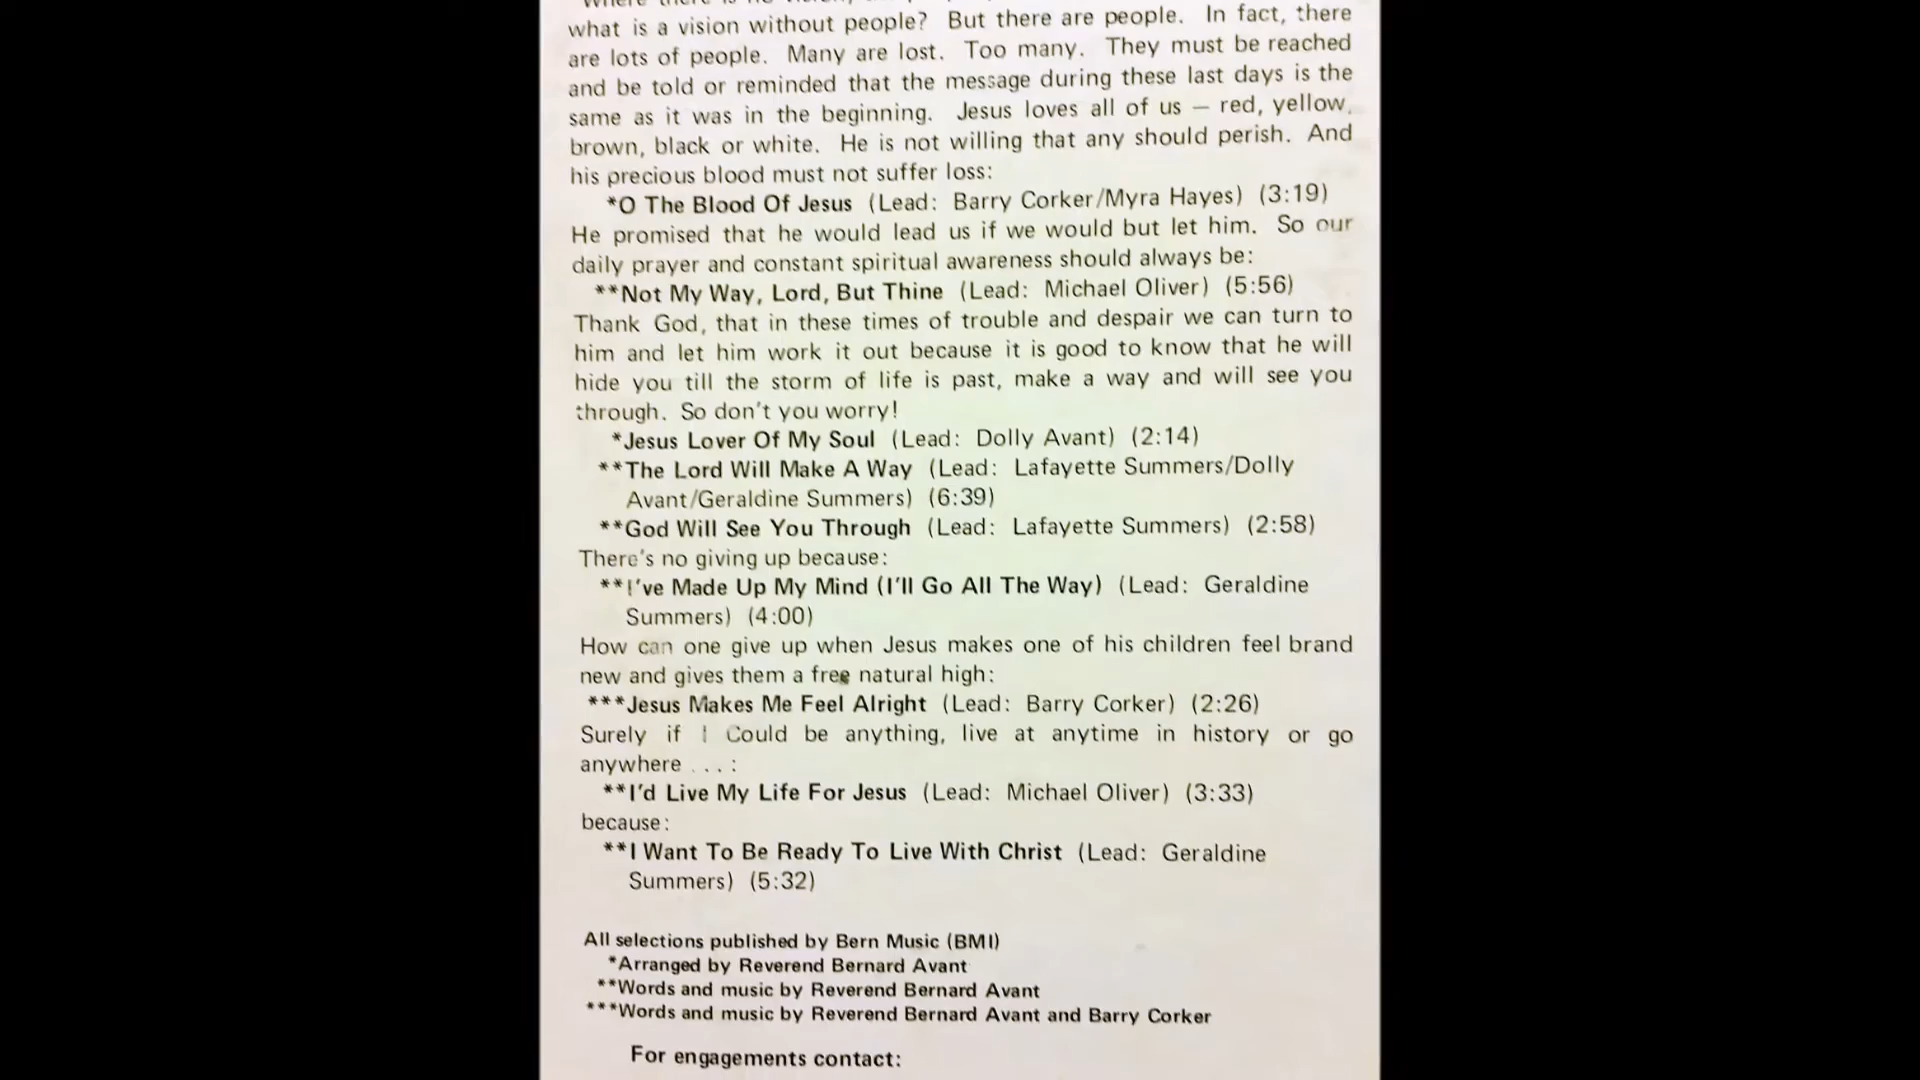 what is a vision without people? But there are people. In fact, there
are lots of people. Many are lost. Too many. They must be reached
and be told or reminded that the message during these last days is the
same as it was in the beginning. Jesus loves all of us — red, yellow,
brown, black or white. He is not willing that any should perish. And
his precious blood must not suffer loss:
*O The Blood Of Jesus (Lead: Barry Corker/Myra Hayes) (3:19)
He promised that he would lead us if we would but let him. So our
daily prayer and constant spiritual awareness should always be:
**Not My Way, Lord, But Thine (Lead: Michael Oliver) (5:56)
Thank God, that in these times of trouble and despair we can turn to
him and let him work it out because it is good to know that he will
hide you till the storm of life is past, make a way and will see you
through. So don't you worry!
*Jesus Lover Of My Soul (Lead: Dolly Avant) (2:14)
**The Lord Will Make A Way (Lead: Lafayette Summers/Dolly
Avant/Geraldine Summers) (6:39)
**God Will See You Through (Lead: Lafayette Summers) (2:58)
There's no giving up because:
**I've Made Up My Mind (I'll Go All The Way) (Lead: Geraldine
Summers) (4:00)
How can one give up when Jesus makes one of his children feel brand
new and gives them a free natural high:
***Jesus Makes Me Feel Alright (Lead: Barry Corker) (2:26)
Surely if I Could be anything, live at anytime in history or go
anywhere . . . :
**I'd Live My Life For Jesus (Lead: Michael Oliver) (3:33)
because:
**I Want To Be Ready To Live With Christ (Lead: Geraldine
Summers) (5:32)
All selections published by Bern Music (BMI)
*Arranged by Reverend Bernard Avant
**Words and music by Reverend Bernard Avant
***Words and music by Reverend Bernard Avant and Barry Corker
For engagements contact: